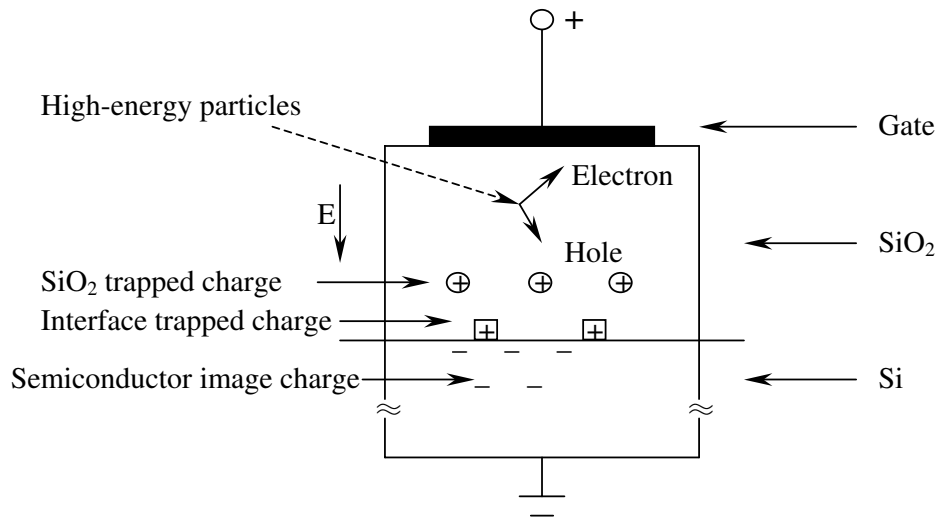 +
High-energy particles
Gate
Electron
E
SiO₂
Hole
SiO₂ trapped charge
+ + +
Interface trapped charge
+ +
– – –
Semiconductor image charge
– –
Si
–